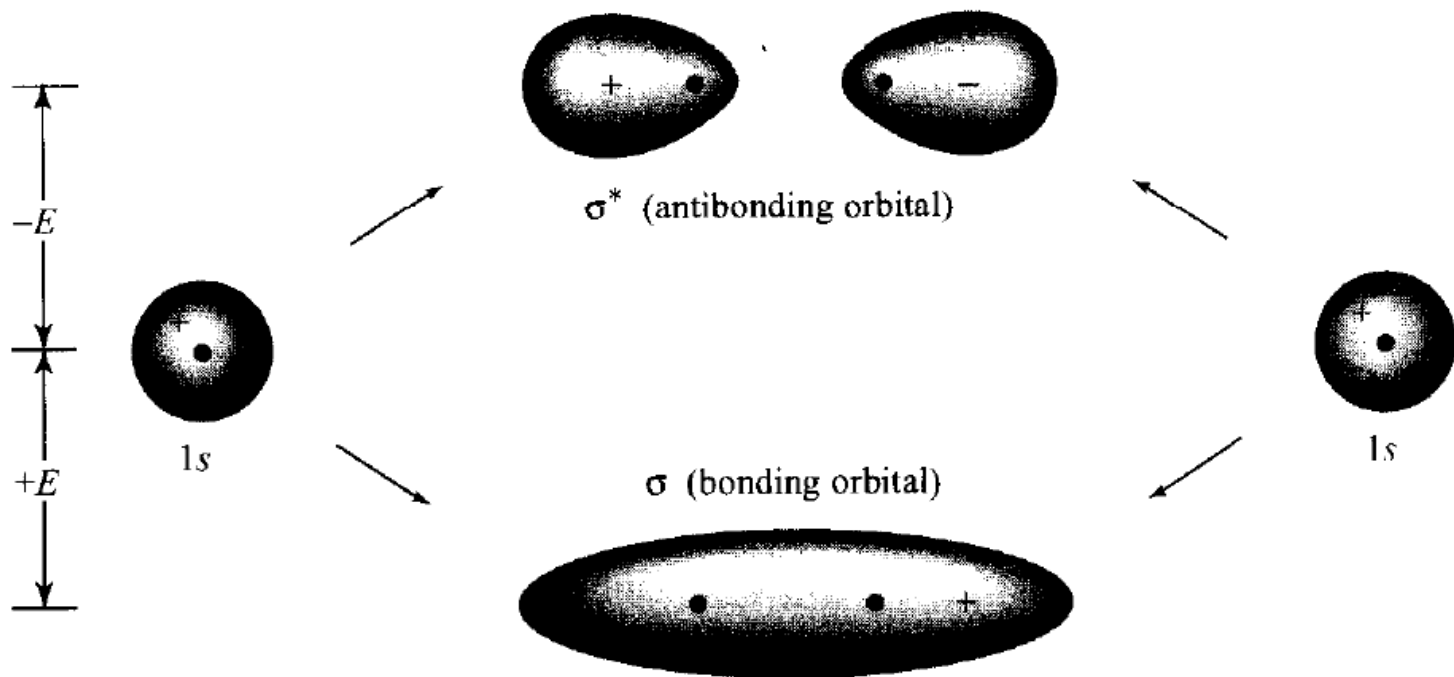 + −
σ* (antibonding orbital)
−E
+ +
1s 1s
+E
σ (bonding orbital)
+